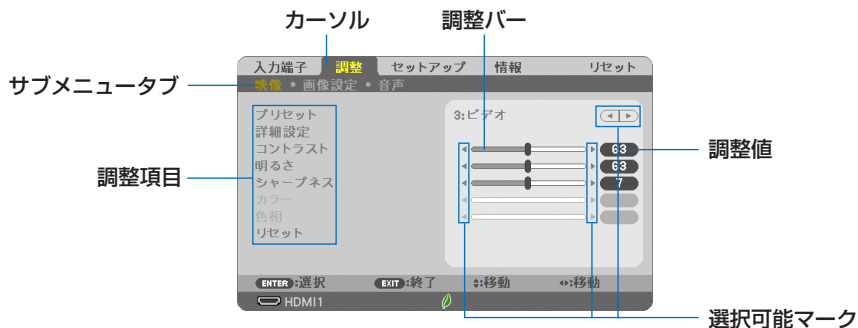 カーソル
調整バー
入力端子 調整 セットアップ 情報 リセット
サブメニュータブ
映像 • 画像設定 • 音声
プリセット 3:ビデオ
詳細設定
コントラスト 63
調整値
明るさ 63
調整項目
シャープネス 7
カラー
色相
リセット
ENTER:選択 EXIT:終了 :移動 :移動
HDMI1
選択可能マーク